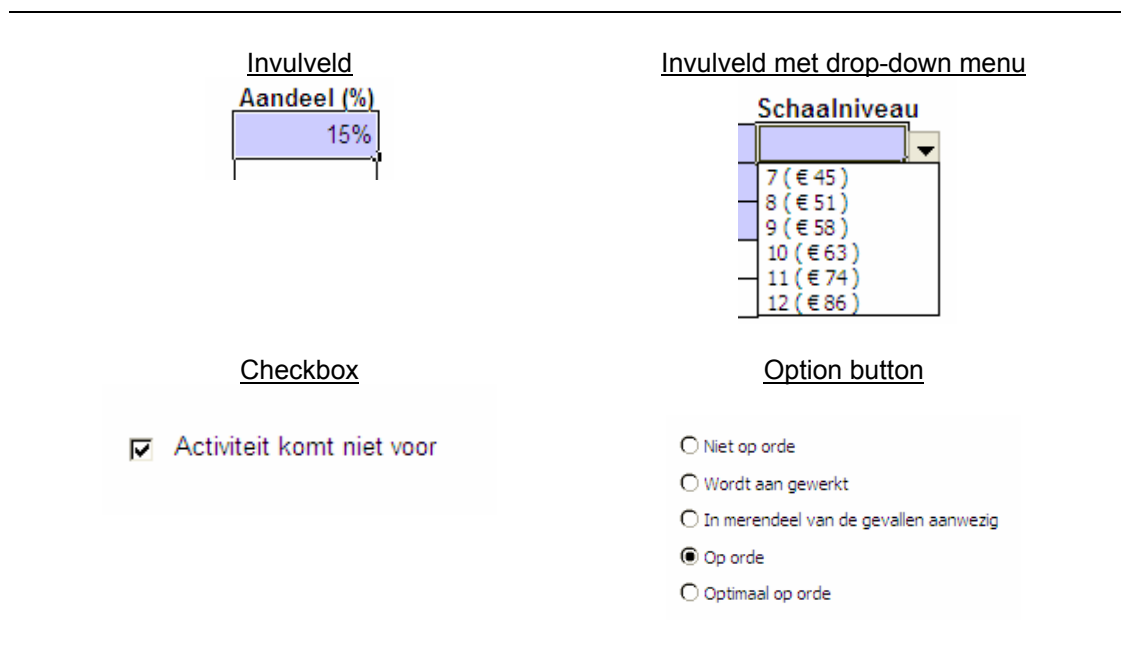 Invulveld
Aandeel (%)
15%
Invulveld met drop-down menu
Schaalniveau
7 ( € 45 )
8 ( € 51 )
9 ( € 58 )
10 ( € 63 )
11 ( € 74 )
12 ( € 86 )
Checkbox
Activiteit komt niet voor
Option button
Niet op orde
Wordt aan gewerkt
In merendeel van de gevallen aanwezig
Op orde
Optimaal op orde